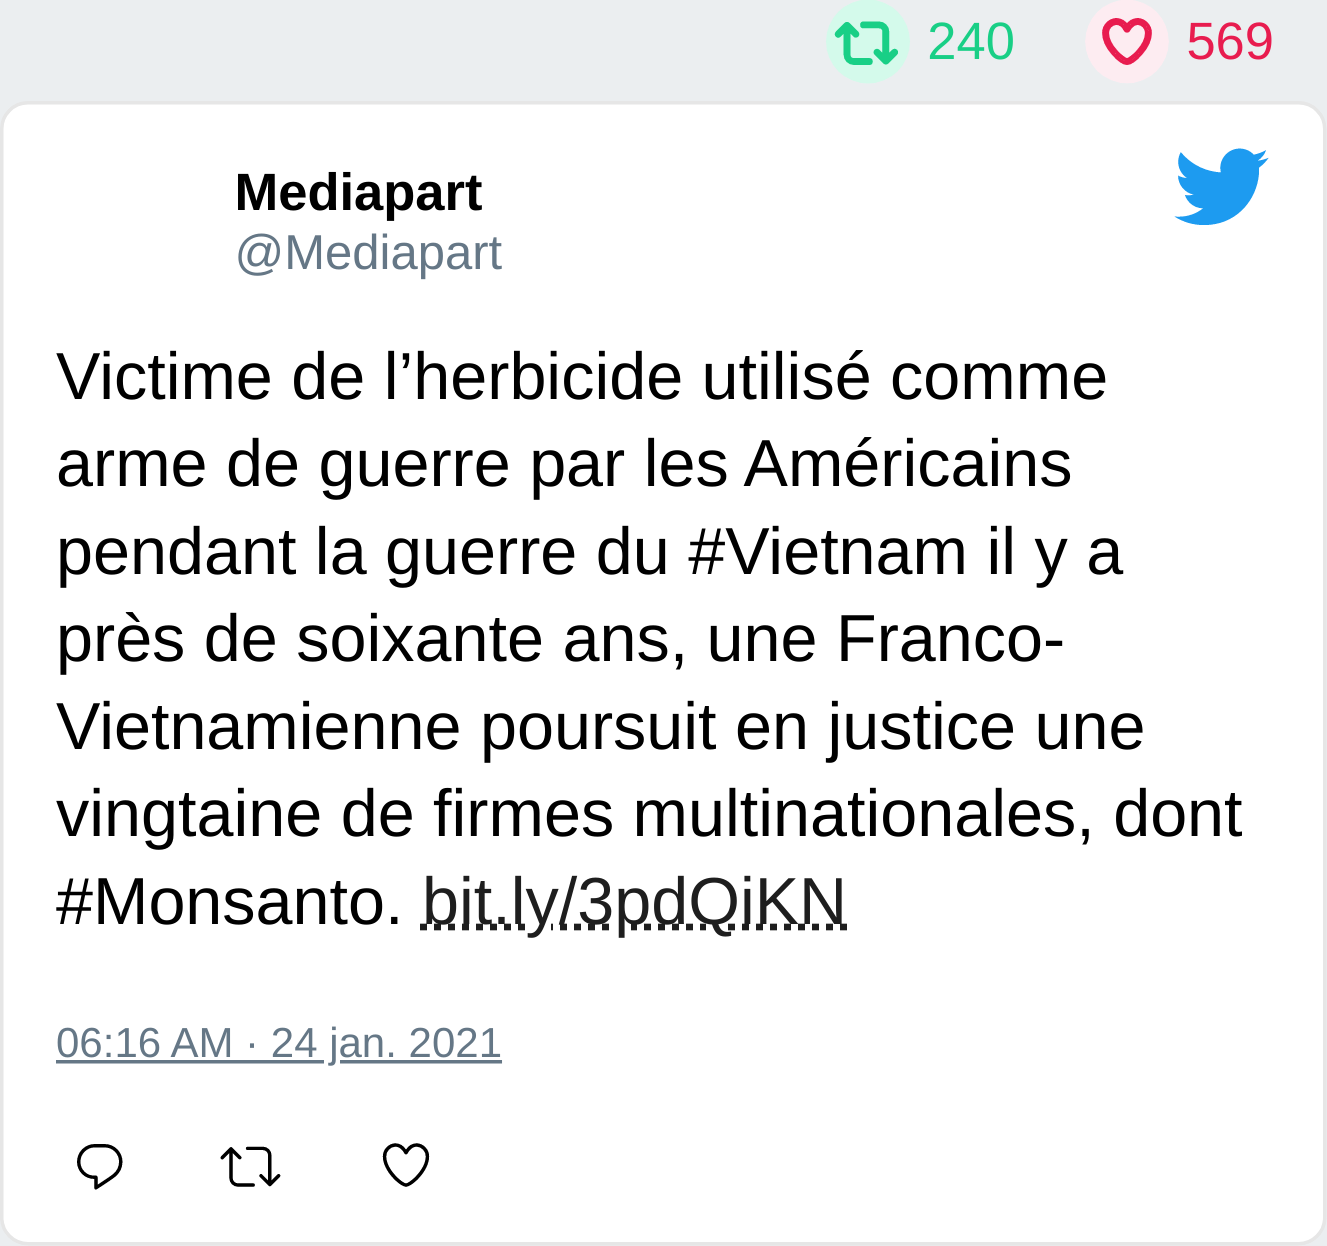 240 569
Mediapart
@Mediapart
Victime de l’herbicide utilisé comme
arme de guerre par les Américains
pendant la guerre du #Vietnam il y a
près de soixante ans, une Franco-
Vietnamienne poursuit en justice une
vingtaine de firmes multinationales, dont
#Monsanto. bit.ly/3pdQiKN
06:16 AM · 24 jan. 2021